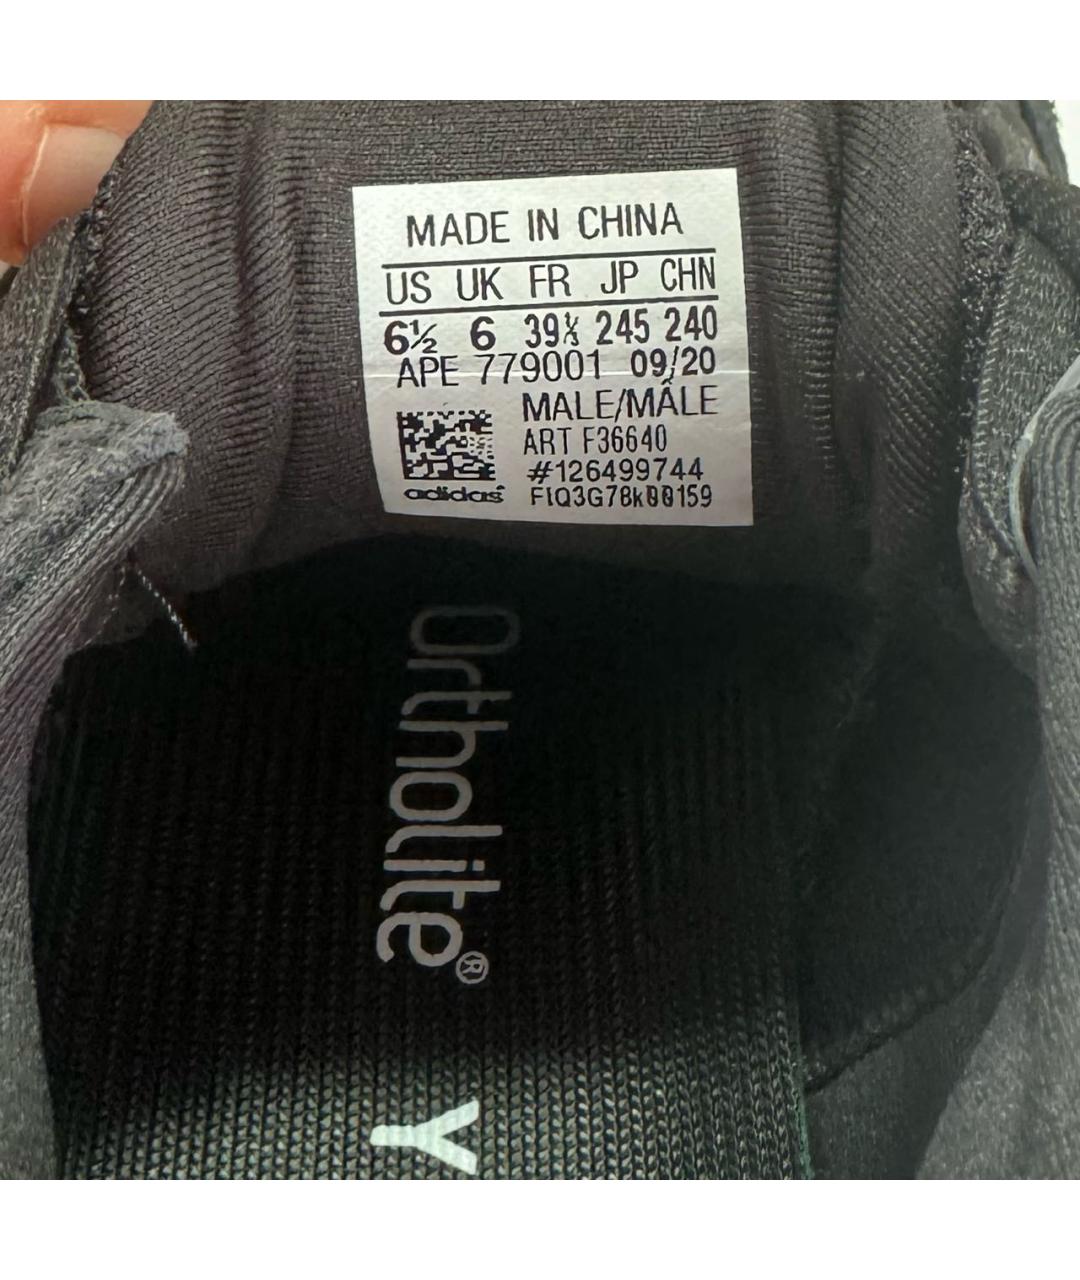 MADE IN CHINA
US UK FR JP CHN
6½ 6 39⅓ 245 240
APE 779001 09/20
MALE/MÂLE
ART F36640
#126499744
adidas
Ortholite®
Y